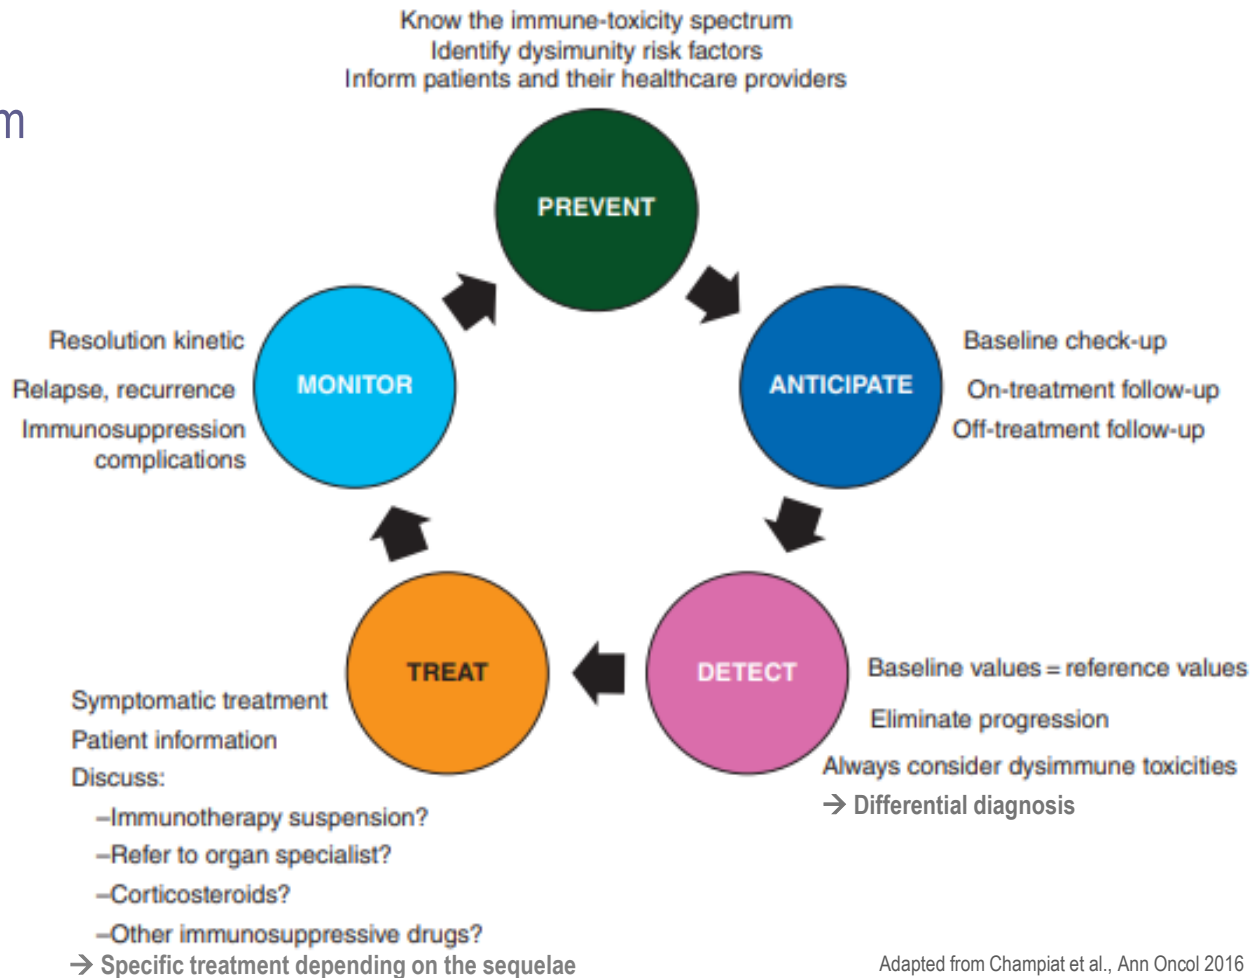 Know the immune-toxicity spectrum
Identify dysimunity risk factors
Inform patients and their healthcare providers
m
PREVENT
Resolution kinetic
Relapse, recurrence
Immunosuppression
complications
MONITOR
ANTICIPATE
Baseline check-up
On-treatment follow-up
Off-treatment follow-up
TREAT
DETECT
Baseline values = reference values
Eliminate progression
Always consider dysimmune toxicities
→ Differential diagnosis
Symptomatic treatment
Patient information
Discuss:
–Immunotherapy suspension?
–Refer to organ specialist?
–Corticosteroids?
–Other immunosuppressive drugs?
→ Specific treatment depending on the sequelae
Adapted from Champiat et al., Ann Oncol 2016